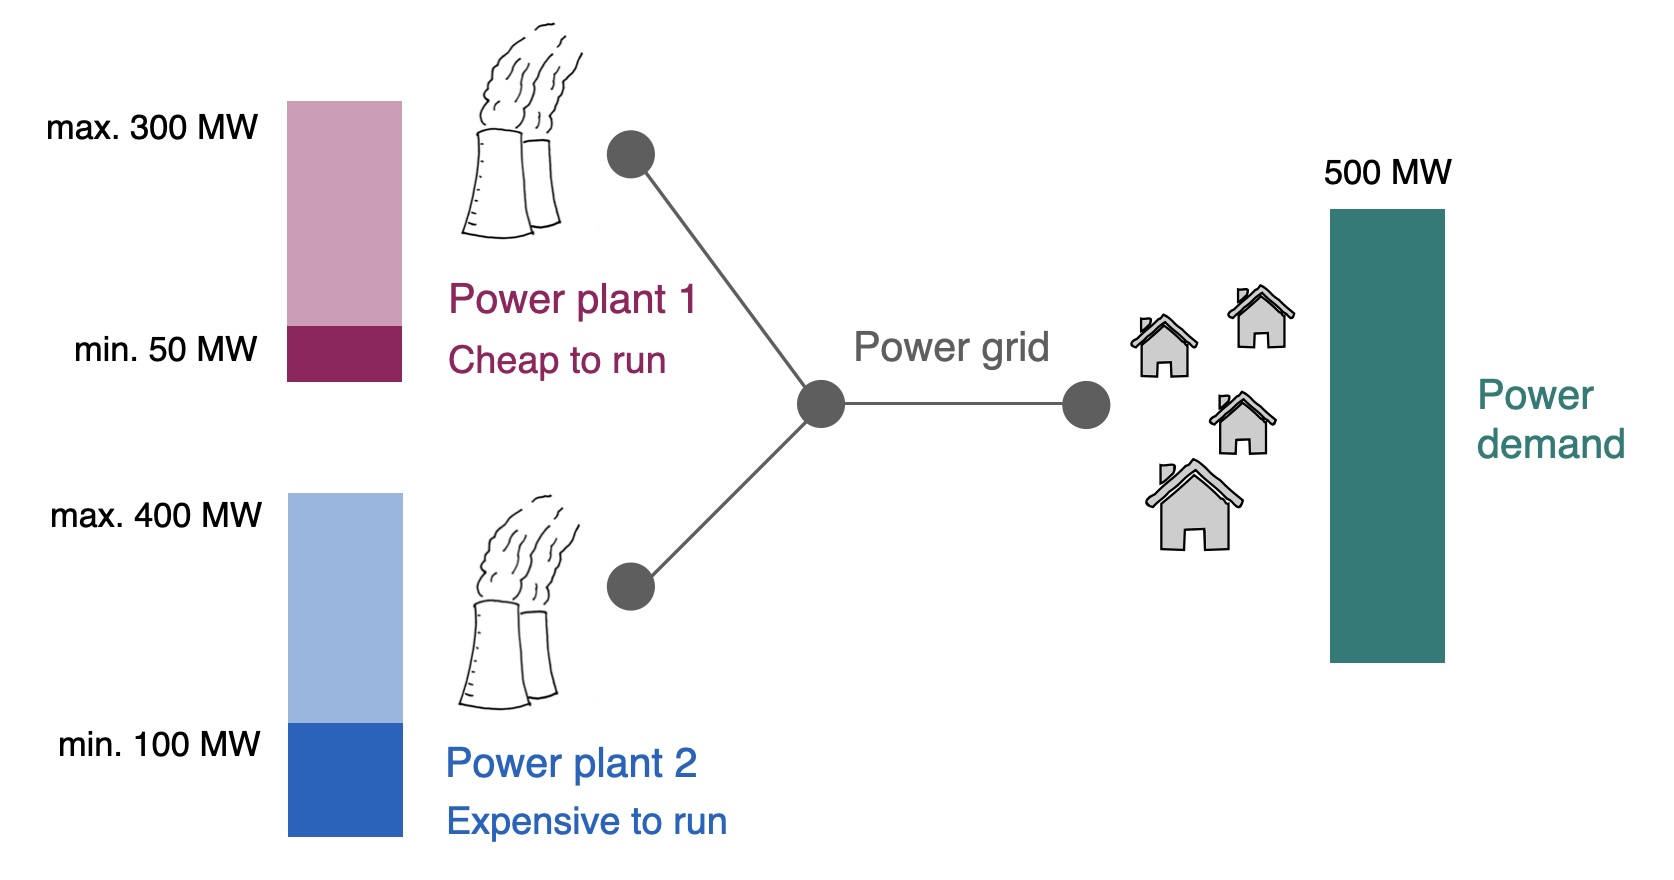 max. 300 MW
min. 50 MW
Power plant 1
Cheap to run
max. 400 MW
min. 100 MW
Power plant 2
Expensive to run
Power grid
500 MW
Power
demand